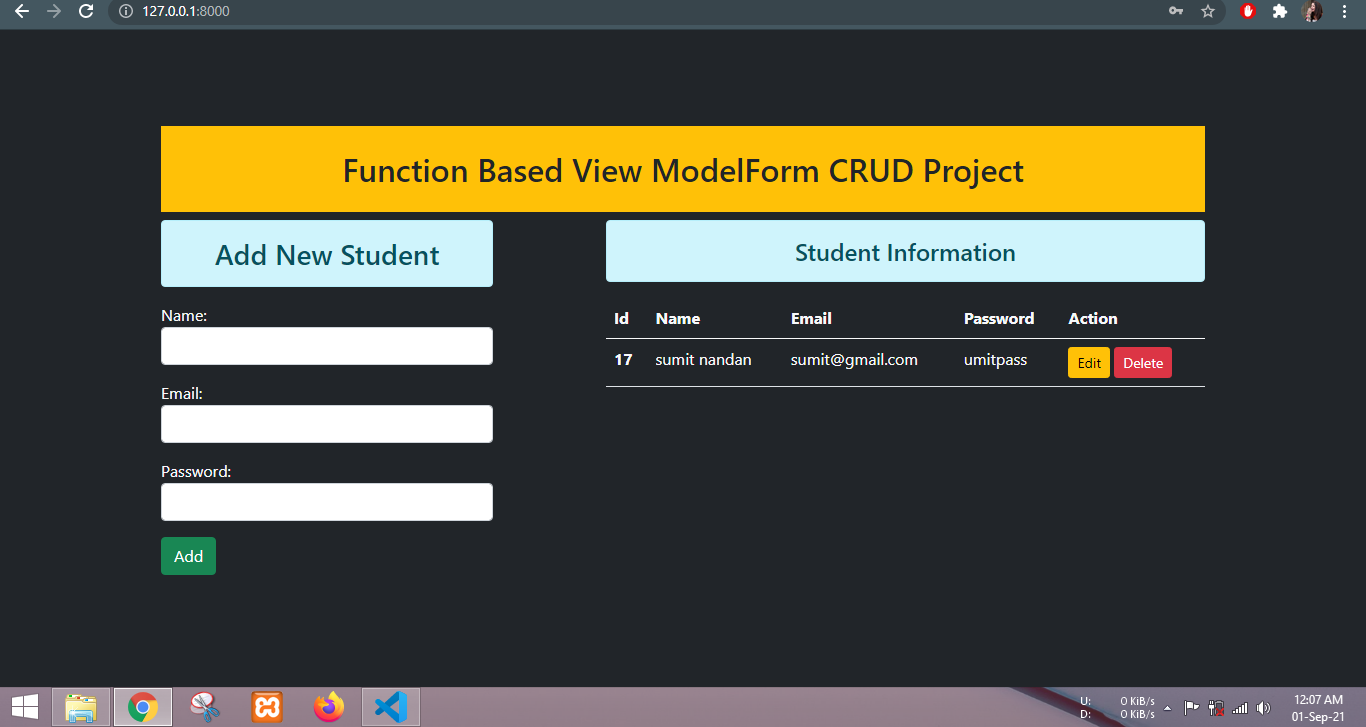 127.0.0.1:8000
Function Based View ModelForm CRUD Project
Add New Student
Name:
Email:
Password:
Add
Student Information
Id Name Email Password Action
17 sumit nandan sumit@gmail.com umitpass Edit Delete
U: 0 KiB/s
D: 0 KiB/s
12:07 AM
01-Sep-21